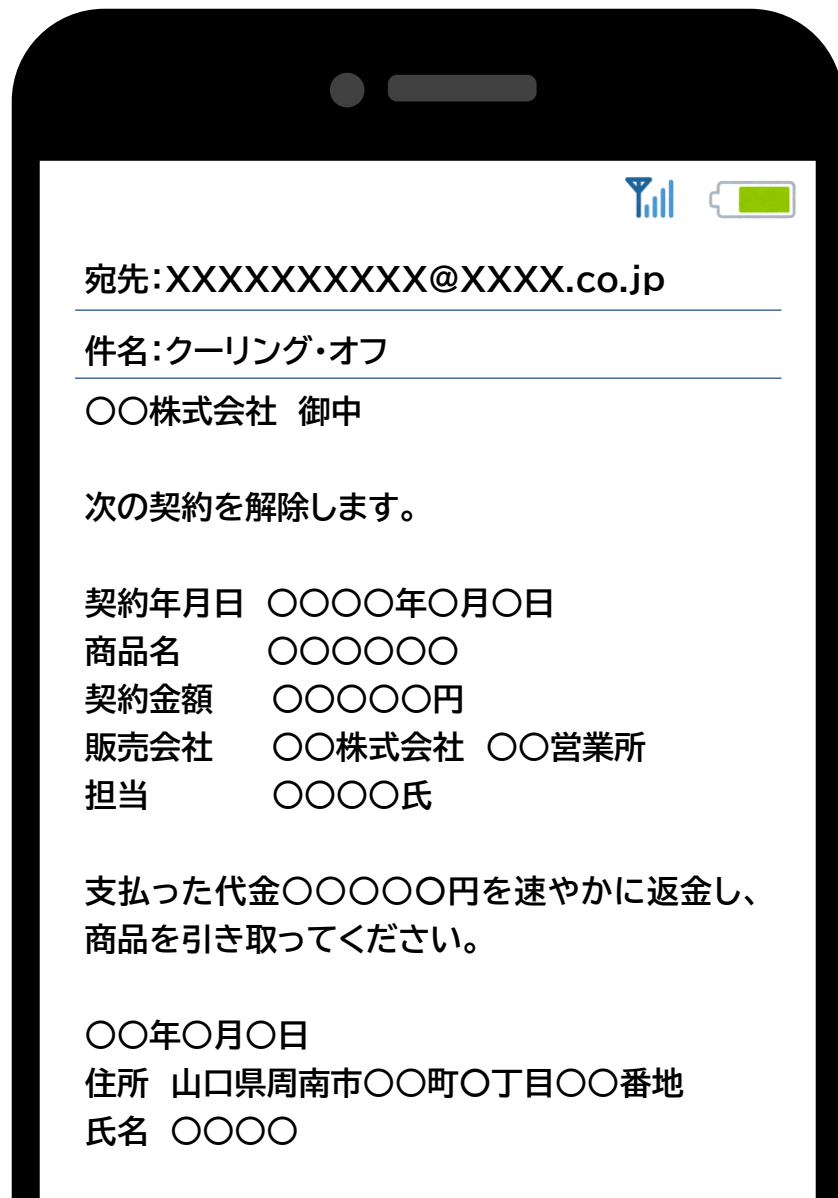 宛先：XXXXXXXXXX@XXXX.co.jp
件名：クーリング・オフ
〇〇株式会社 御中
次の契約を解除します。
契約年月日 〇〇〇〇年〇月〇日
商品名 〇〇〇〇〇〇
契約金額 〇〇〇〇〇円
販売会社 〇〇株式会社 〇〇営業所
担当 〇〇〇〇氏
支払った代金〇〇〇〇〇円を速やかに返金し、
商品を引き取ってください。
〇〇年〇月〇日
住所 山口県周南市〇〇町〇丁目〇〇番地
氏名 〇〇〇〇